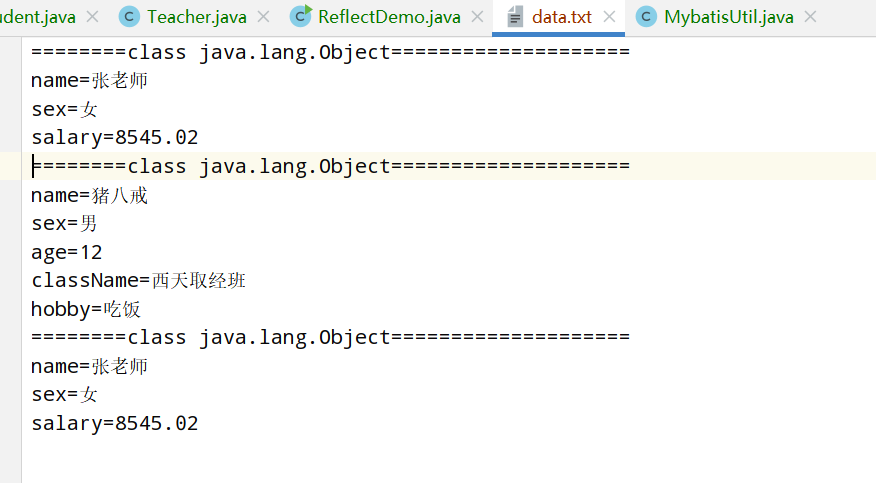 udent.java Teacher.java ReflectDemo.java data.txt MybatisUtil.java
========class java.lang.Object====================
name=张老师
sex=女
salary=8545.02
========class java.lang.Object====================
name=猪八戒
sex=男
age=12
className=西天取经班
hobby=吃饭
========class java.lang.Object====================
name=张老师
sex=女
salary=8545.02